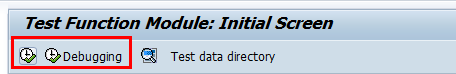 Test Function Module: Initial Screen
Debugging Test data directory